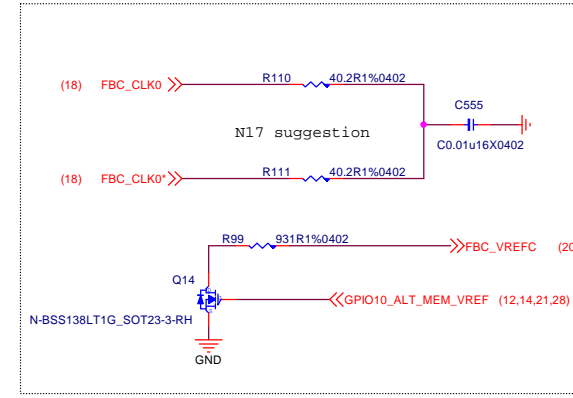 R110 40.2R1%0402
(18) FBC_CLK0
C555
N17 suggestion
C0.01u16X0402
R111 40.2R1%0402
(18) FBC_CLK0*
R99 931R1%0402
FBC_VREFC (20
Q14
GPIO10_ALT_MEM_VREF (12,14,21,28)
N-BSS138LT1G_SOT23-3-RH
GND